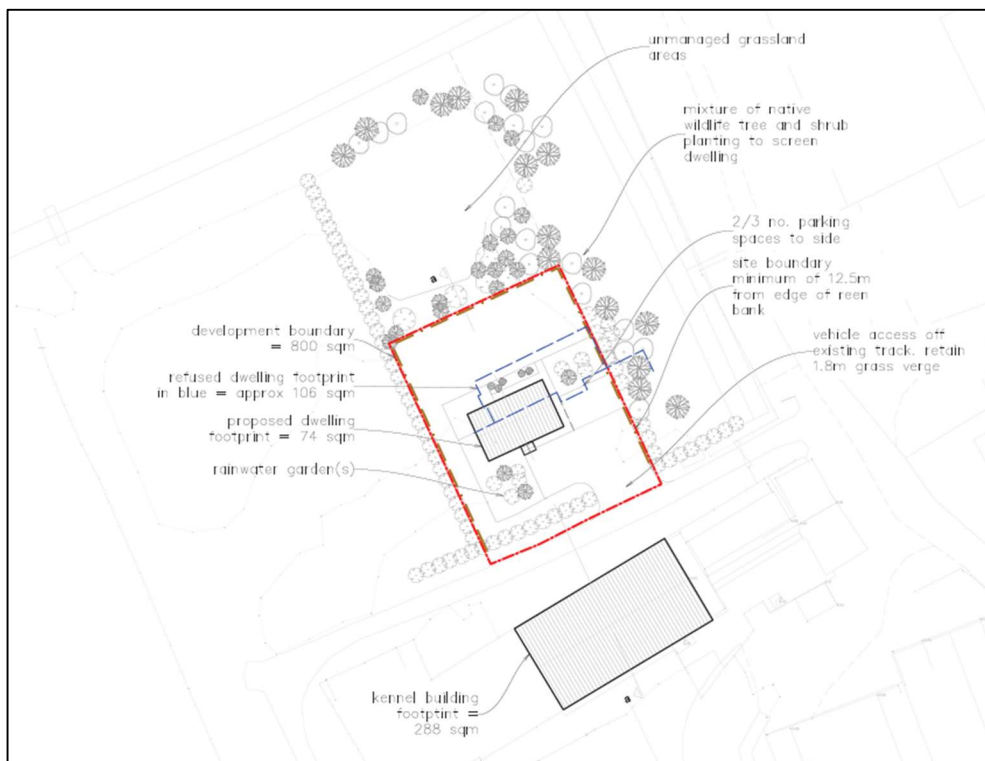 unmanaged grassland
areas
mixture of native
wildlife tree and shrub
planting to screen
dwelling
2/3 no. parking
spaces to side
site boundary
minimum of 12.5m
from edge of reen
bank
vehicle access off
existing track, retain
1.8m grass verge
a
development boundary
= 800 sqm
refused dwelling footprint
in blue = approx 106 sqm
proposed dwelling
footprint = 74 sqm
rainwater garden(s)
kennel building
footptint =
288 sqm
a